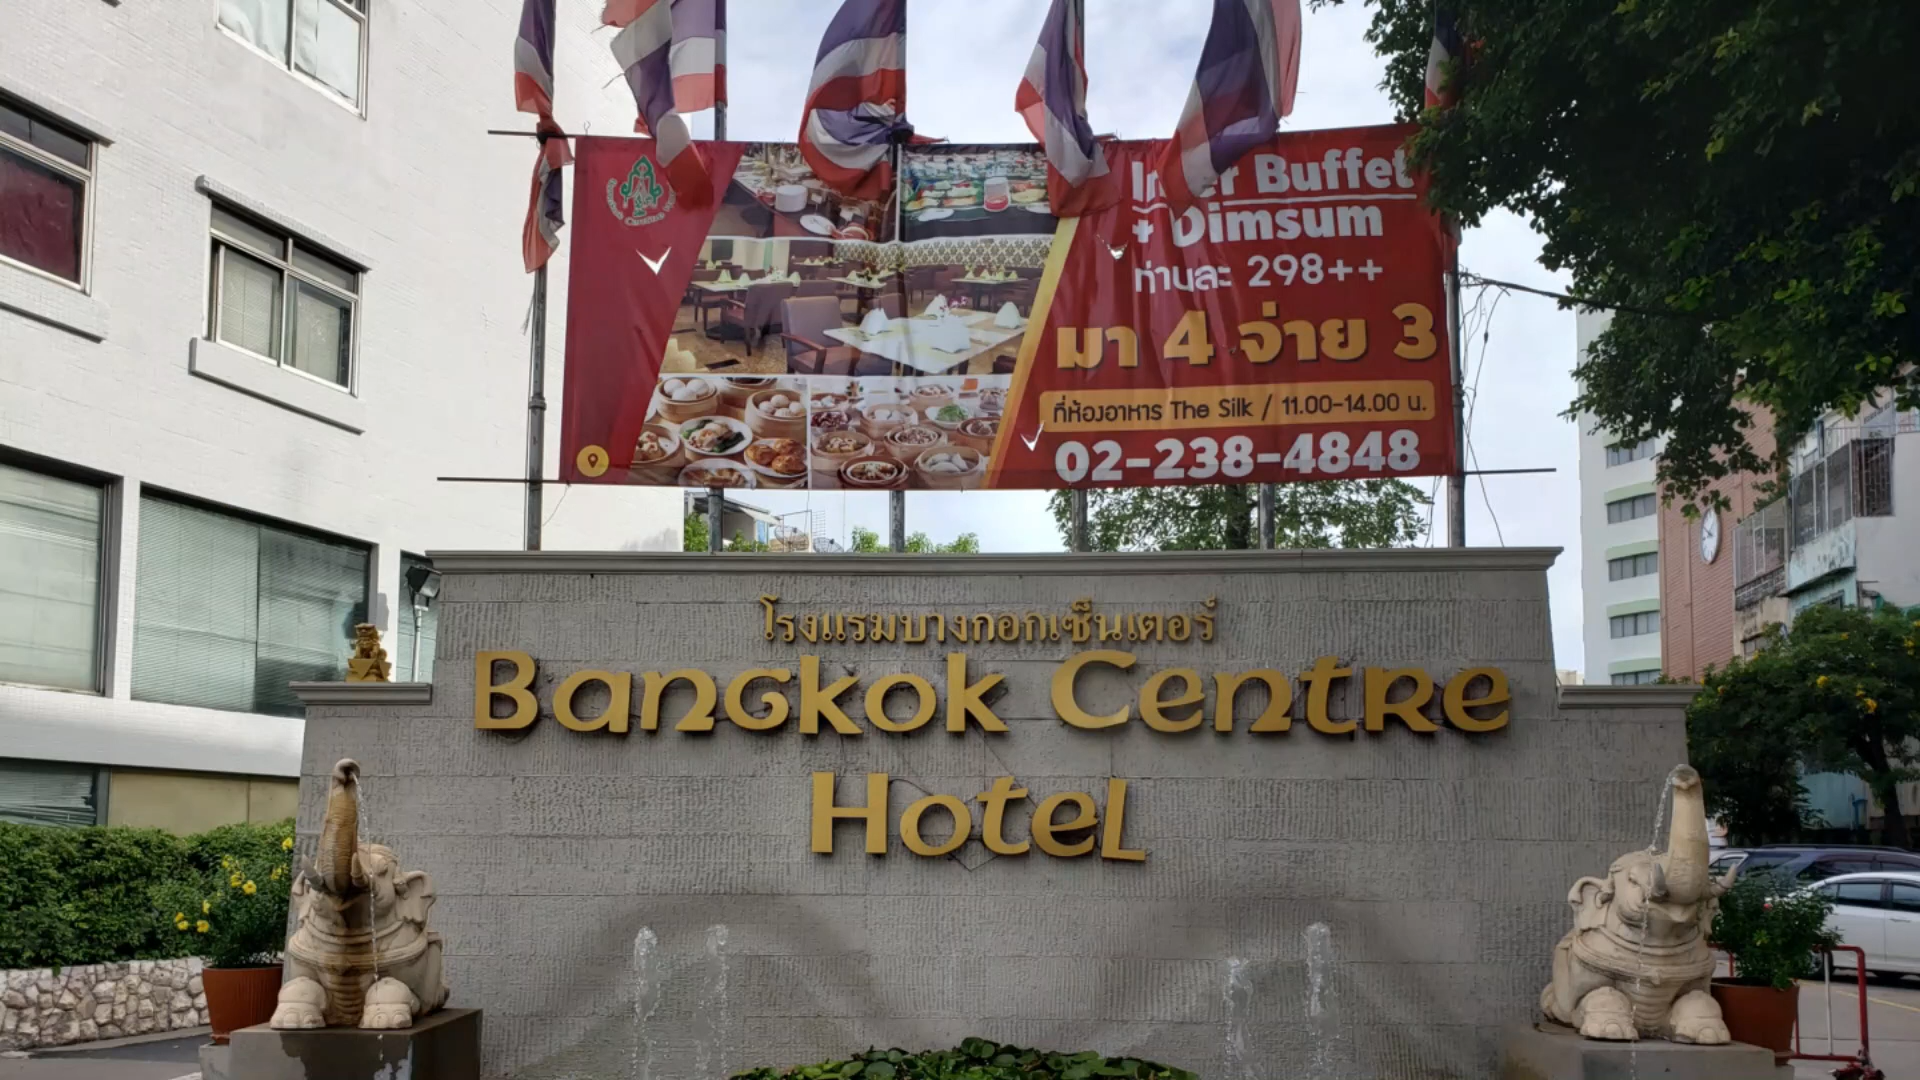 Buffet
+ Dimsum
ท่านละ 298++
มา 4 จ่าย 3
ที่ห้องอาหาร The Silk / 11.00-14.00 น.
02-238-4848
โรงแรมบางกอกเซ็นเตอร์
Bangkok Centre
Hotel